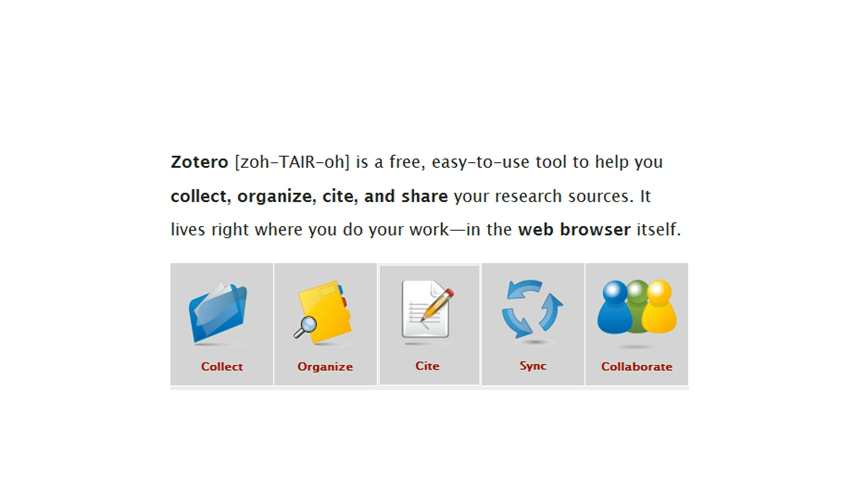 Zotero [zoh-TAIR-oh] is a free, easy-to-use tool to help you
collect, organize, cite, and share your research sources. It
lives right where you do your work—in the web browser itself.
Collect Organize Cite Sync Collaborate